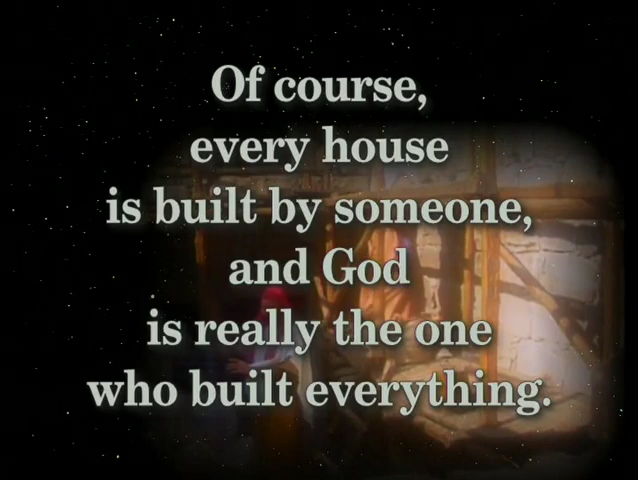 Of course,
every house
is built by someone,
and God
is really the one
who built everything.